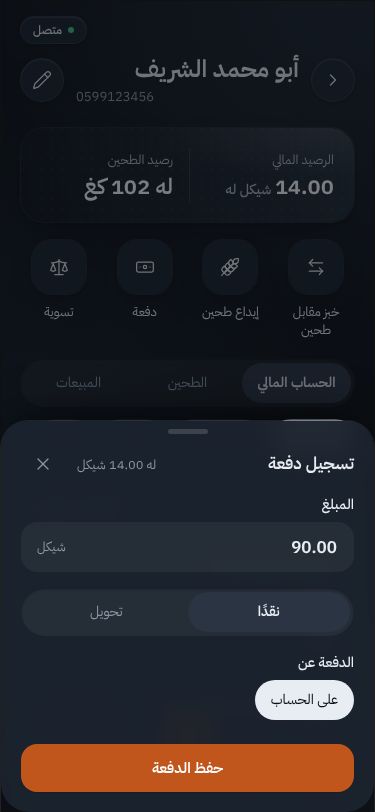 متصل
أبو محمد الشريف
0599123456
الرصيد المالي
14.00 شيكل له
رصيد الطحين
له 102 كغ
خبز مقابل طحين
إيداع طحين
دفعة
تسوية
الحساب المالي
الطحين
المبيعات
تسجيل دفعة
له 14.00 شيكل
المبلغ
90.00
شيكل
نقدًا
تحويل
الدفعة عن
على الحساب
حفظ الدفعة